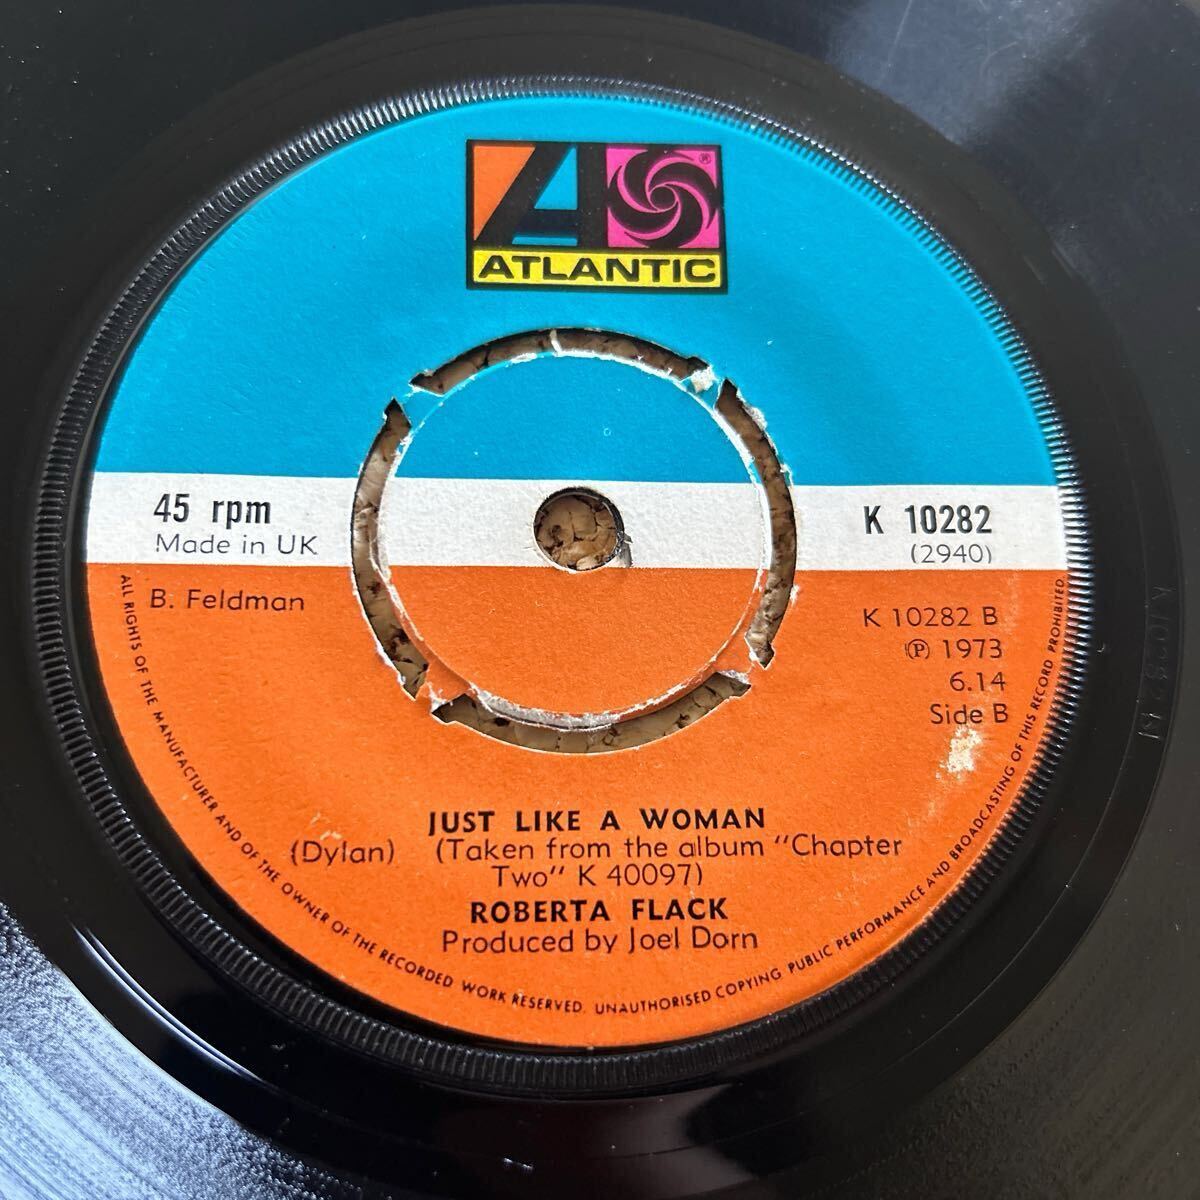 ATLANTIC
®
45 rpm
Made in UK
K 10282
(2940)
B. Feldman
K 10282 B
Ⓟ 1973
6.14
Side B
JUST LIKE A WOMAN
(Dylan) (Taken from the album "Chapter
Two" K 40097)
ROBERTA FLACK
Produced by Joel Dorn
ALL RIGHTS OF THE MANUFACTURER AND OF THE OWNER OF THE RECORDED WORK RESERVED. UNAUTHORISED COPYING PUBLIC PERFORMANCE AND BROADCASTING OF THIS RECORD PROHIBITED.